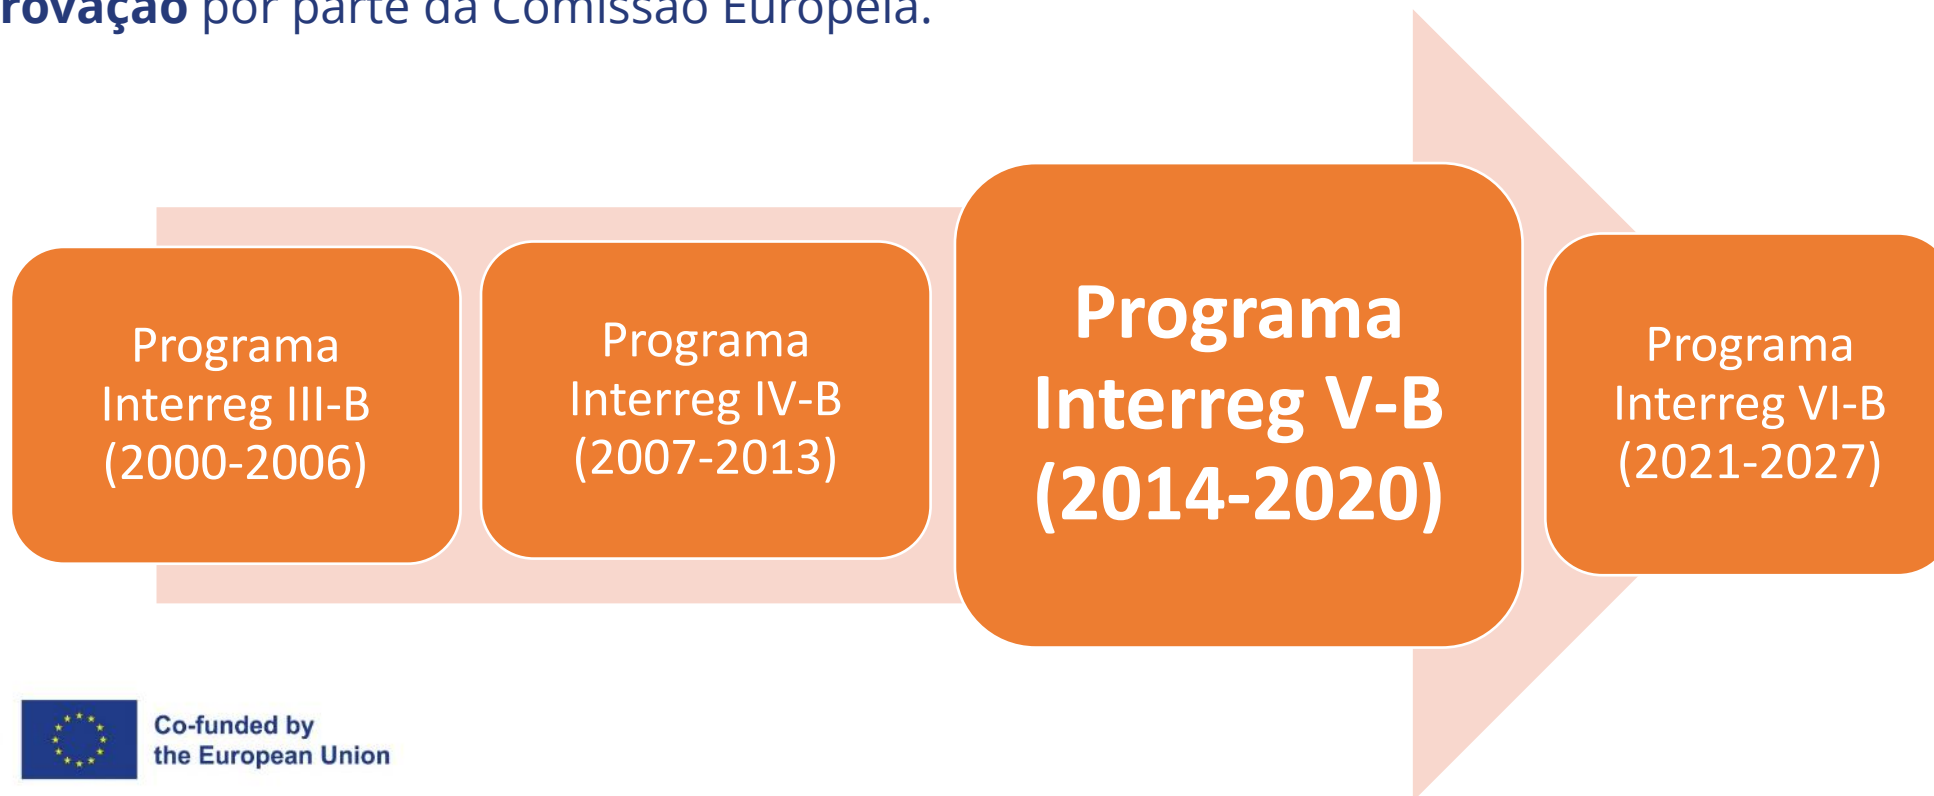 rovação por parte da Comissão Europeia.
Programa
Interreg III-B
(2000-2006)
Programa
Interreg IV-B
(2007-2013)
Programa
Interreg V-B
(2014-2020)
Programa
Interreg VI-B
(2021-2027)
Co-funded by
the European Union